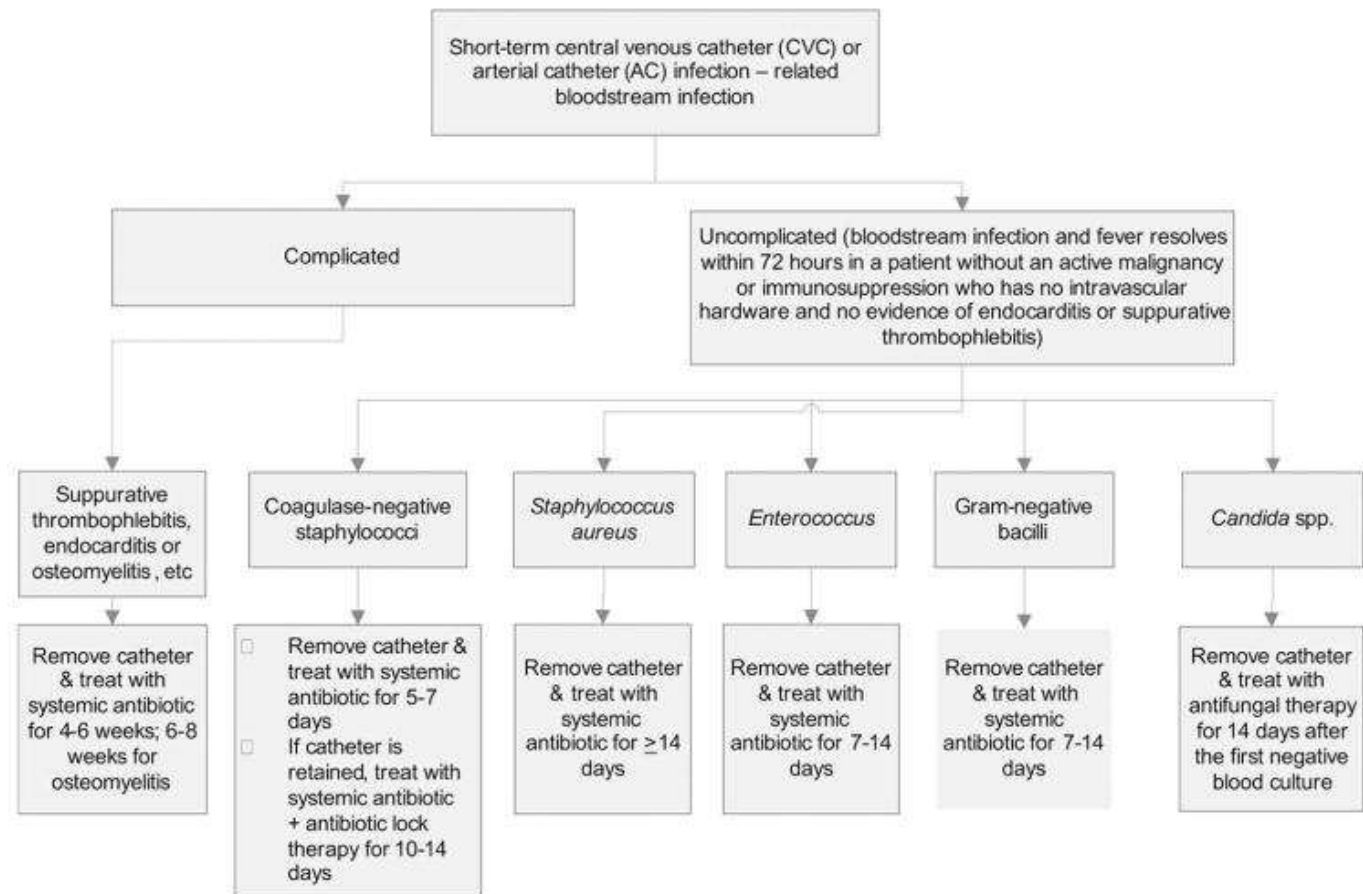 Short-term central venous catheter (CVC) or
arterial catheter (AC) infection – related
bloodstream infection
Complicated
Uncomplicated (bloodstream infection and fever resolves
within 72 hours in a patient without an active malignancy
or immunosuppression who has no intravascular
hardware and no evidence of endocarditis or suppurative
thrombophlebitis)
Suppurative
thrombophlebitis,
endocarditis or
osteomyelitis , etc
Coagulase-negative
staphylococci
Staphylococcus
aureus
Enterococcus
Gram-negative
bacilli
Candida spp.
Remove catheter
& treat with
systemic antibiotic
for 4-6 weeks; 6-8
weeks for
osteomyelitis
Remove catheter &
treat with systemic
antibiotic for 5-7
days
If catheter is
retained, treat with
systemic antibiotic
+ antibiotic lock
therapy for 10-14
days
Remove catheter
& treat with
systemic
antibiotic for ≥14
days
Remove catheter
& treat with
systemic
antibiotic for 7-14
days
Remove catheter
& treat with
systemic
antibiotic for 7-14
days
Remove catheter
& treat with
antifungal therapy
for 14 days after
the first negative
blood culture